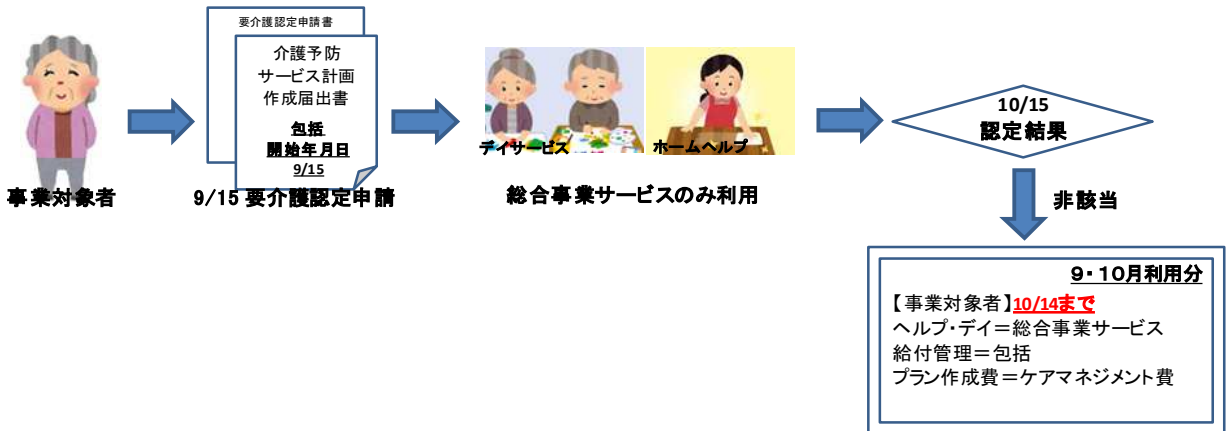 事業対象者
要介護認定申請書
介護予防
サービス計画
作成届出書
包括
開始年月日
9/15
9/15 要介護認定申請
デイサービス
ホームヘルプ
総合事業サービスのみ利用
10/15
認定結果
非該当
9・10月利用分
【事業対象者】10/14まで
ヘルプ・デイ＝総合事業サービス
給付管理＝包括
プラン作成費＝ケアマネジメント費